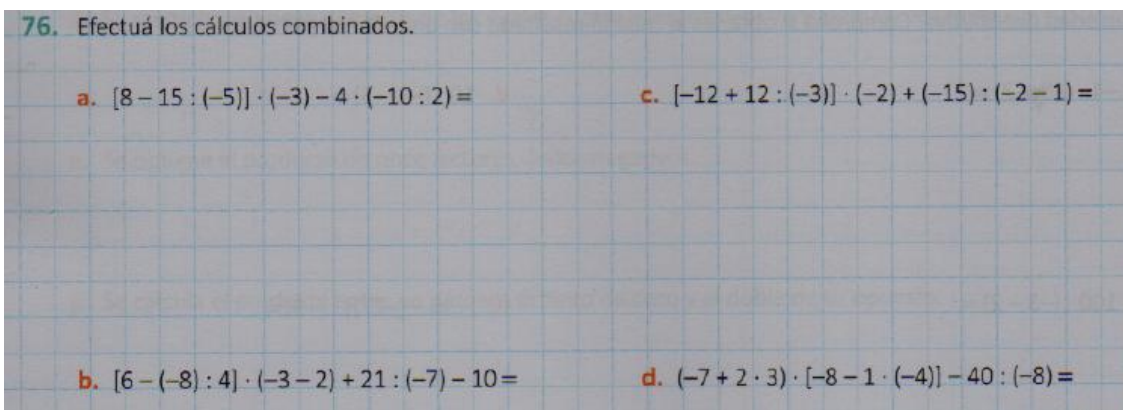 76. Efectuá los cálculos combinados.
a. [8 – 15 : (–5)] · (–3) – 4 · (–10 : 2) =
c. [–12 + 12 : (–3)] · (–2) + (–15) : (–2 – 1) =
b. [6 – (–8) : 4] · (–3 – 2) + 21 : (–7) – 10 =
d. (–7 + 2 · 3) · [–8 – 1 · (–4)] – 40 : (–8) =